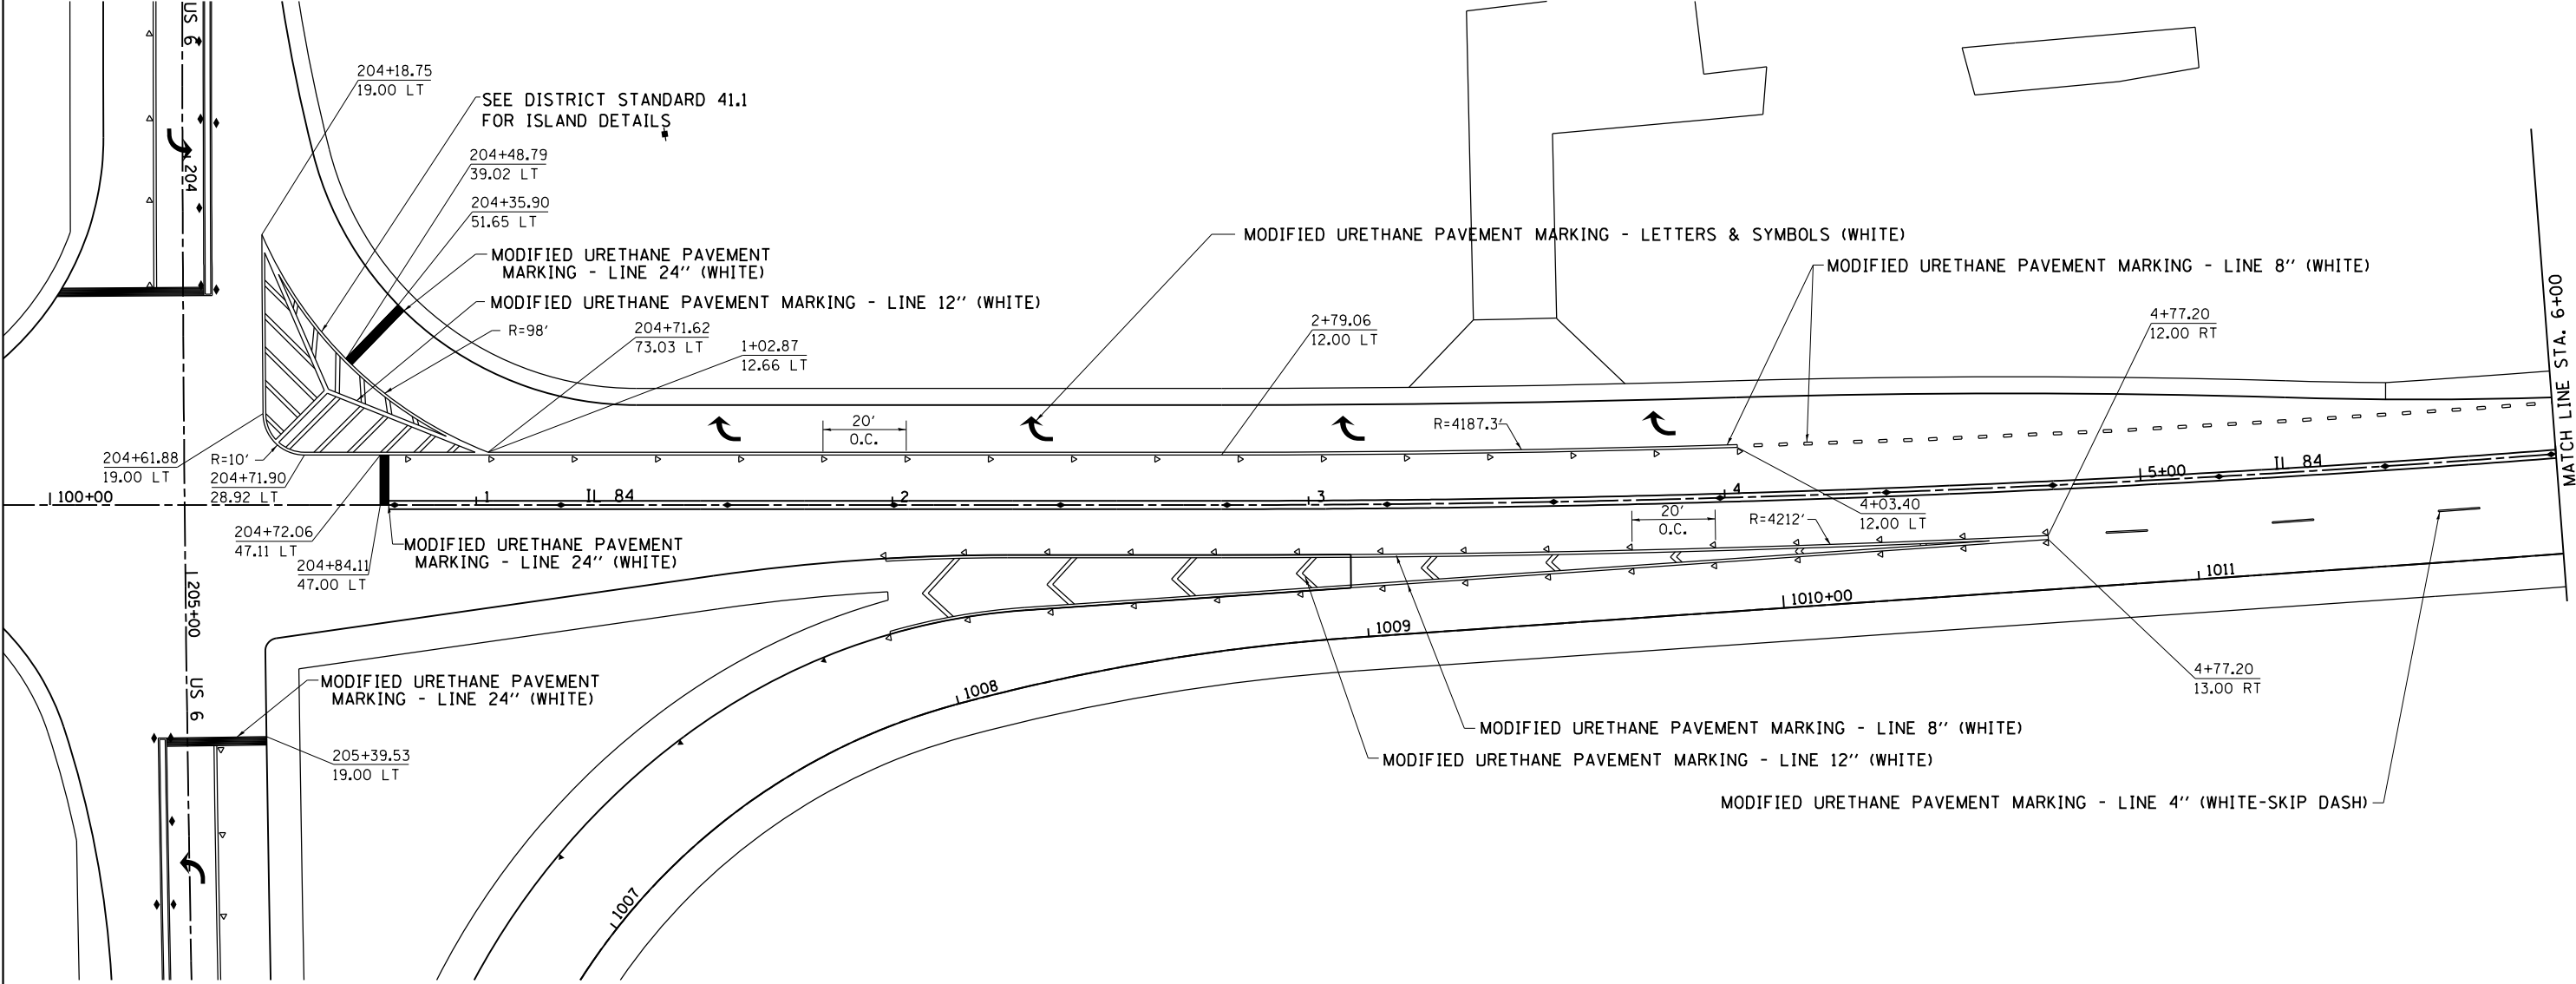 US 6
204
204+18.75
19.00 LT
SEE DISTRICT STANDARD 41.1
FOR ISLAND DETAILS
204+48.79
39.02 LT
204+35.90
51.65 LT
MODIFIED URETHANE PAVEMENT
MARKING - LINE 24'' (WHITE)
MODIFIED URETHANE PAVEMENT MARKING - LINE 12'' (WHITE)
R=98'
204+71.62
73.03 LT
1+02.87
12.66 LT
MODIFIED URETHANE PAVEMENT MARKING - LETTERS & SYMBOLS (WHITE)
MODIFIED URETHANE PAVEMENT MARKING - LINE 8'' (WHITE)
2+79.06
12.00 LT
4+77.20
12.00 RT
MATCH LINE STA. 6+00
20'
O.C.
R=4187.3'
204+61.88
19.00 LT
R=10'
204+71.90
28.92 LT
100+00
1
IL 84
2
3
4
5+00
IL 84
204+72.06
47.11 LT
204+84.11
47.00 LT
MODIFIED URETHANE PAVEMENT
MARKING - LINE 24'' (WHITE)
20'
O.C.
R=4212'
4+03.40
12.00 LT
205+00
US 6
1011
1010+00
1009
1008
1007
MODIFIED URETHANE PAVEMENT
MARKING - LINE 24'' (WHITE)
205+39.53
19.00 LT
4+77.20
13.00 RT
MODIFIED URETHANE PAVEMENT MARKING - LINE 8'' (WHITE)
MODIFIED URETHANE PAVEMENT MARKING - LINE 12'' (WHITE)
MODIFIED URETHANE PAVEMENT MARKING - LINE 4'' (WHITE-SKIP DASH)